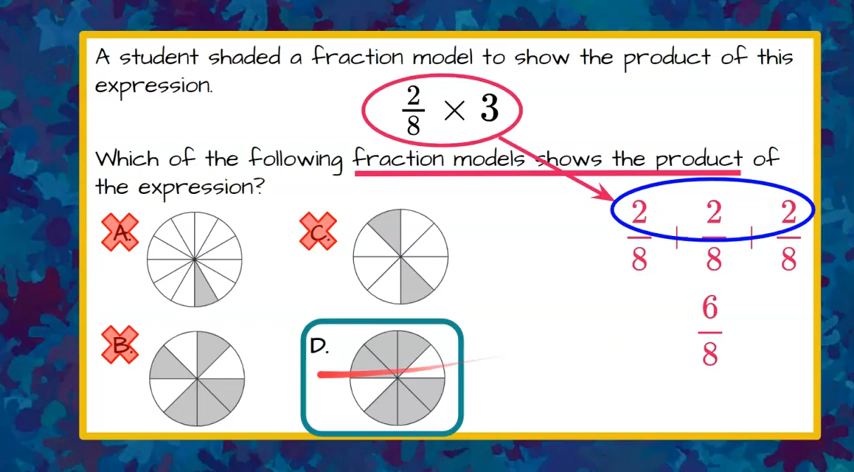 A student shaded a fraction model to show the product of this
expression.
2/8 × 3
Which of the following fraction models shows the product of
the expression?
2/8 + 2/8 + 2/8
A. C.
6/8
B. D.